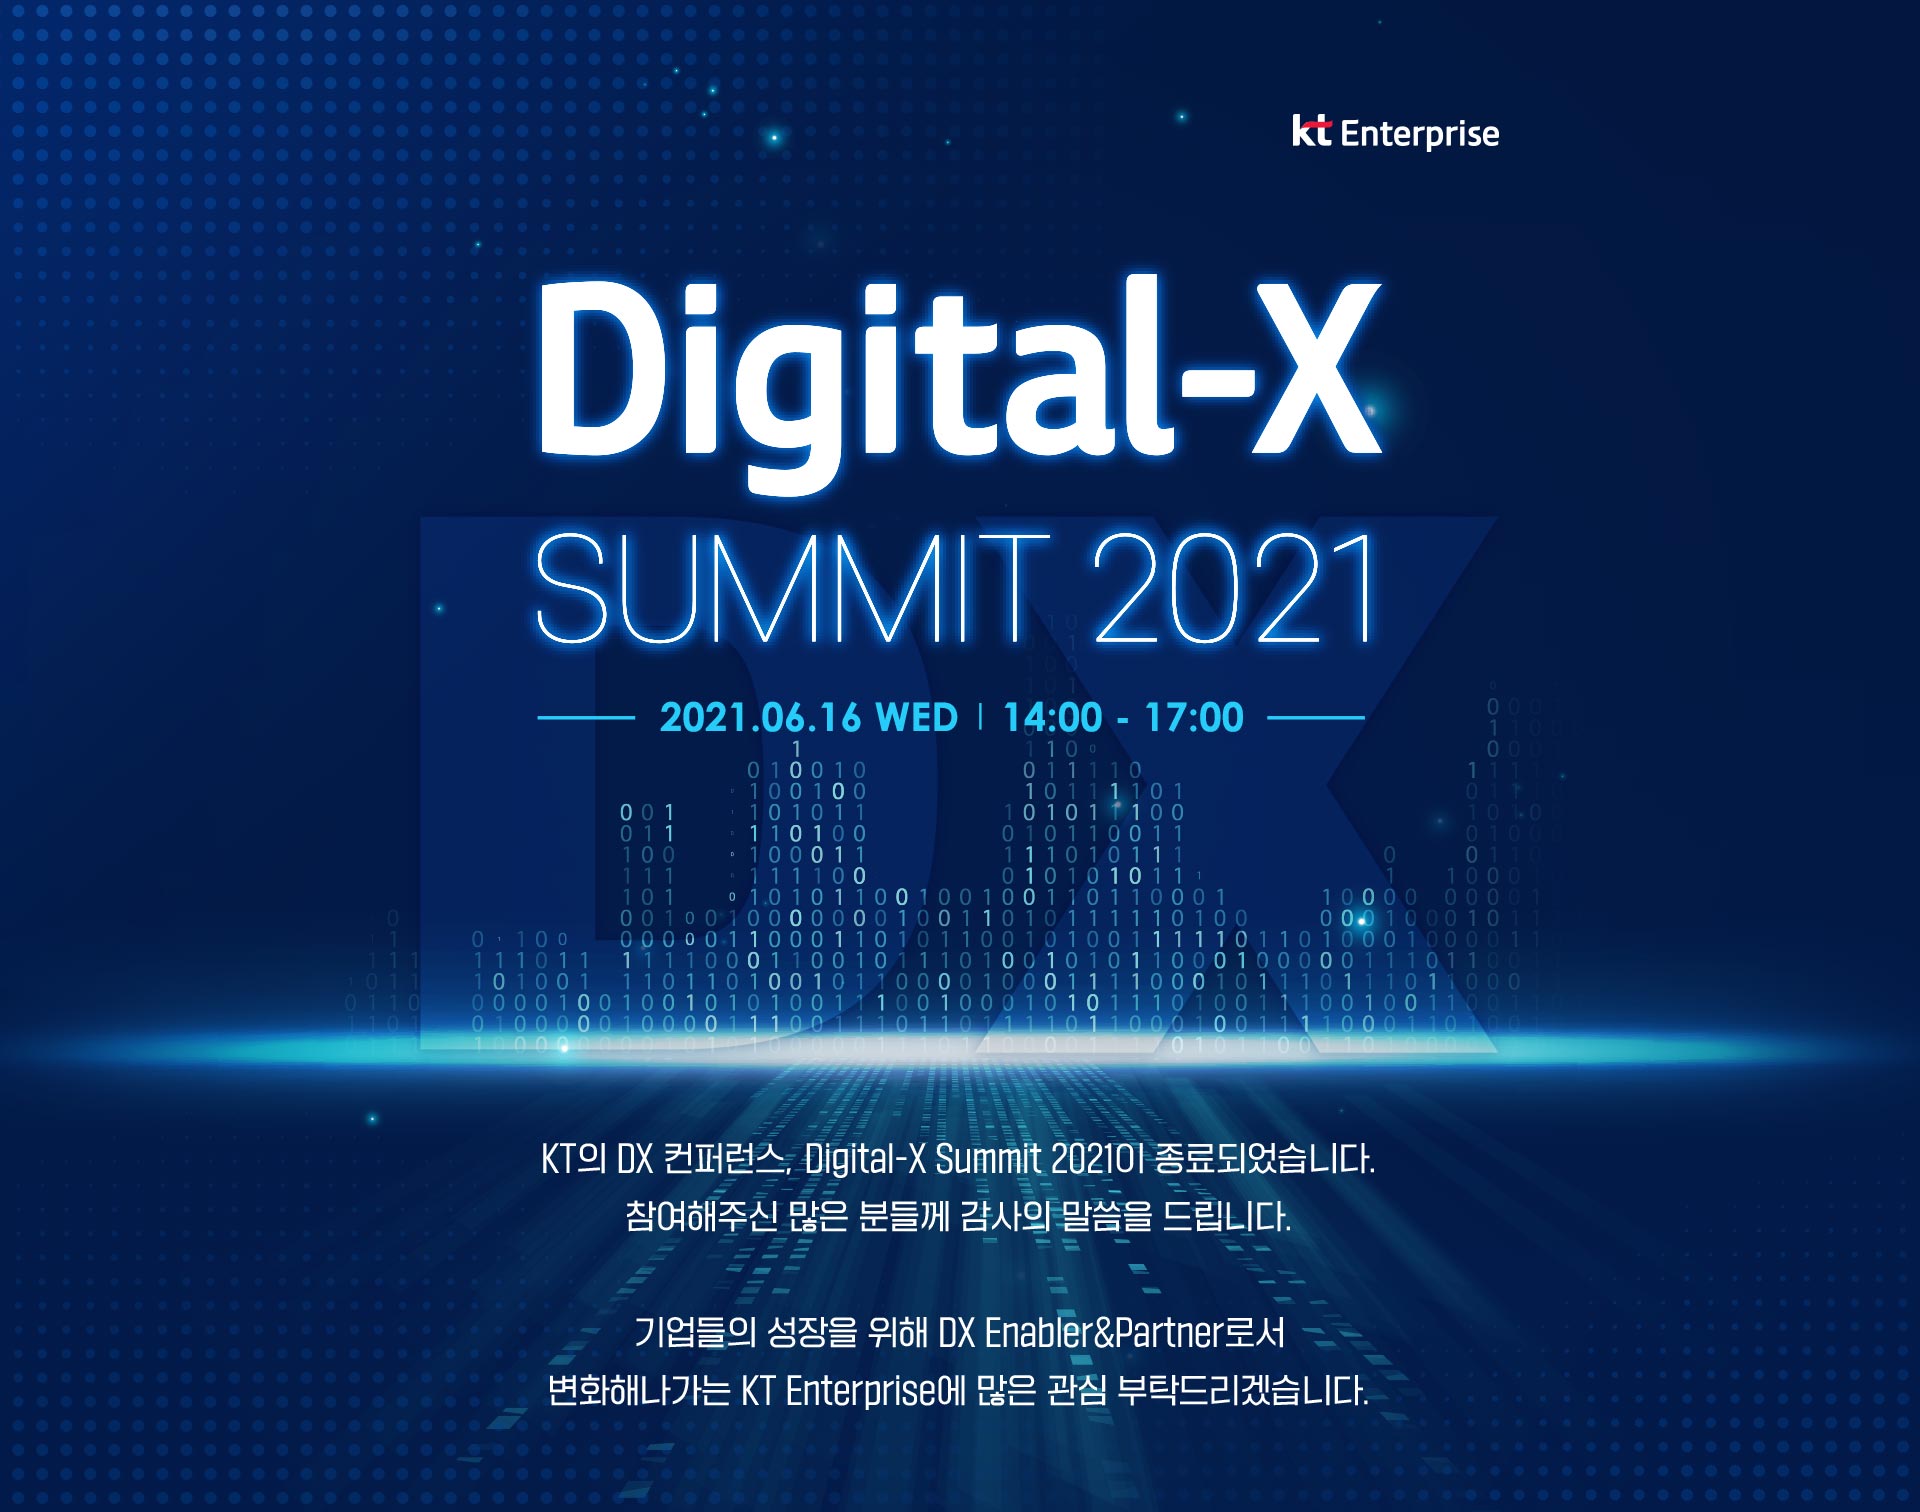 kt Enterprise
Digital-X
SUMMIT 2021
2021.06.16 WED | 14:00 - 17:00
DX
KT의 DX 컨퍼런스, Digital-X Summit 2021이 종료되었습니다.
참여해주신 많은 분들께 감사의 말씀을 드립니다.
기업들의 성장을 위해 DX Enabler&Partner로서
변화해나가는 KT Enterprise에 많은 관심 부탁드리겠습니다.